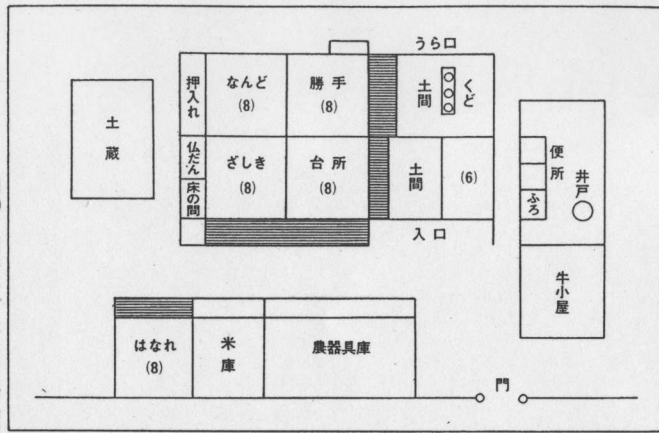 うら口
押入れ
なんど
(8)
勝手
(8)
土間
くど
土蔵
仏だん
床の間
ざしき
(8)
台所
(8)
土間
(6)
便所
ふろ
井戸
入口
牛小屋
はなれ
(8)
米庫
農器具庫
門